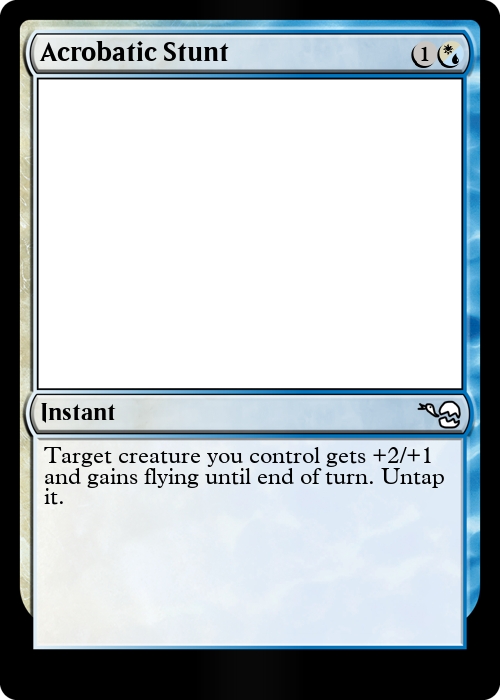 Acrobatic Stunt 1
Instant
Target creature you control gets +2/+1
and gains flying until end of turn. Untap
it.